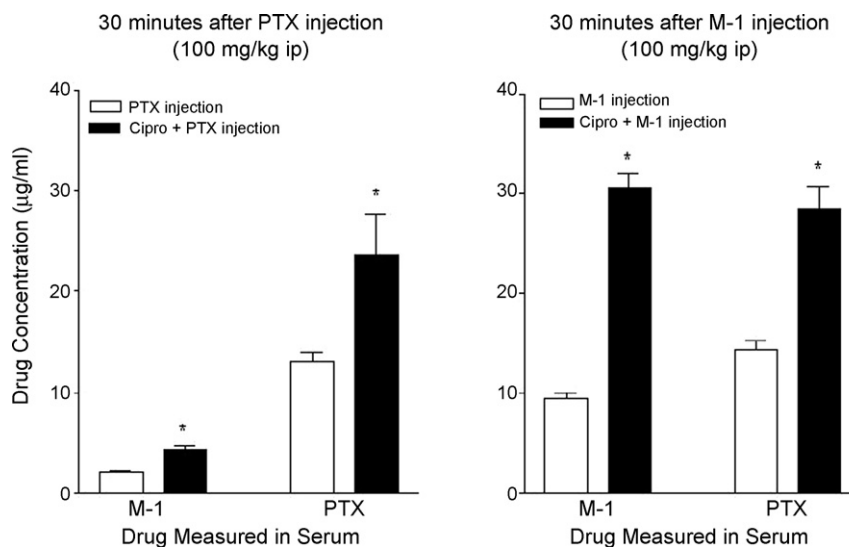 30 minutes after PTX injection
(100 mg/kg ip)
40
PTX injection
Cipro + PTX injection
*
*
30
20
10
0
Drug Concentration (μg/ml)
M-1
PTX
Drug Measured in Serum
30 minutes after M-1 injection
(100 mg/kg ip)
40
M-1 injection
Cipro + M-1 injection
*
*
30
20
10
0
M-1
PTX
Drug Measured in Serum